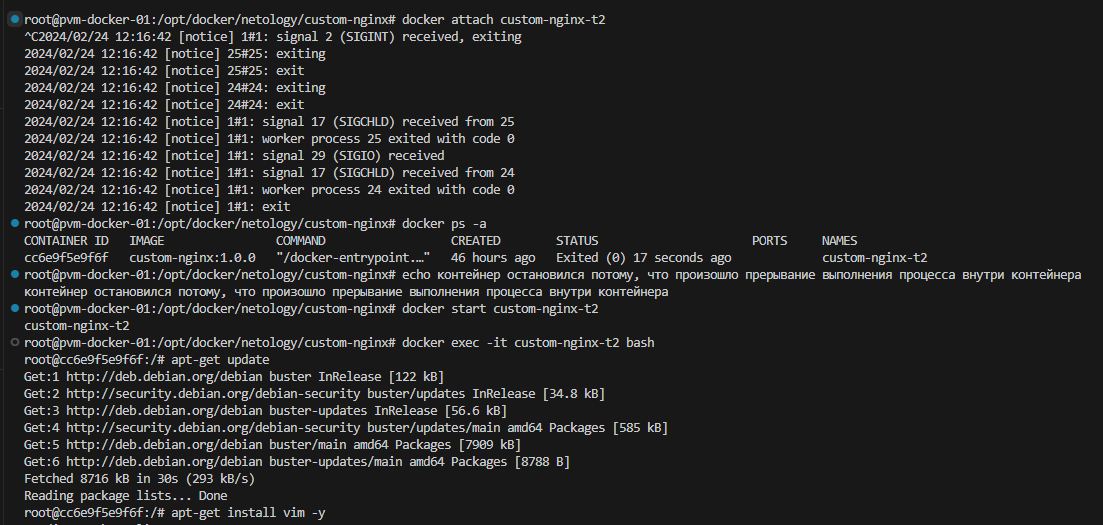 root@pvm-docker-01:/opt/docker/netology/custom-nginx# docker attach custom-nginx-t2
^C2024/02/24 12:16:42 [notice] 1#1: signal 2 (SIGINT) received, exiting
2024/02/24 12:16:42 [notice] 25#25: exiting
2024/02/24 12:16:42 [notice] 25#25: exit
2024/02/24 12:16:42 [notice] 24#24: exiting
2024/02/24 12:16:42 [notice] 24#24: exit
2024/02/24 12:16:42 [notice] 1#1: signal 17 (SIGCHLD) received from 25
2024/02/24 12:16:42 [notice] 1#1: worker process 25 exited with code 0
2024/02/24 12:16:42 [notice] 1#1: signal 29 (SIGIO) received
2024/02/24 12:16:42 [notice] 1#1: signal 17 (SIGCHLD) received from 24
2024/02/24 12:16:42 [notice] 1#1: worker process 24 exited with code 0
2024/02/24 12:16:42 [notice] 1#1: exit
root@pvm-docker-01:/opt/docker/netology/custom-nginx# docker ps -a
CONTAINER ID   IMAGE                COMMAND                  CREATED        STATUS                      PORTS     NAMES
cc6e9f5e9f6f   custom-nginx:1.0.0   "/docker-entrypoint.…"   46 hours ago   Exited (0) 17 seconds ago             custom-nginx-t2
root@pvm-docker-01:/opt/docker/netology/custom-nginx# echo контейнер остановился потому, что произошло прерывание выполнения процесса внутри контейнера
контейнер остановился потому, что произошло прерывание выполнения процесса внутри контейнера
root@pvm-docker-01:/opt/docker/netology/custom-nginx# docker start custom-nginx-t2
custom-nginx-t2
root@pvm-docker-01:/opt/docker/netology/custom-nginx# docker exec -it custom-nginx-t2 bash
root@cc6e9f5e9f6f:/# apt-get update
Get:1 http://deb.debian.org/debian buster InRelease [122 kB]
Get:2 http://security.debian.org/debian-security buster/updates InRelease [34.8 kB]
Get:3 http://deb.debian.org/debian buster-updates InRelease [56.6 kB]
Get:4 http://security.debian.org/debian-security buster/updates/main amd64 Packages [585 kB]
Get:5 http://deb.debian.org/debian buster/main amd64 Packages [7909 kB]
Get:6 http://deb.debian.org/debian buster-updates/main amd64 Packages [8788 B]
Fetched 8716 kB in 30s (293 kB/s)
Reading package lists... Done
root@cc6e9f5e9f6f:/# apt-get install vim -y